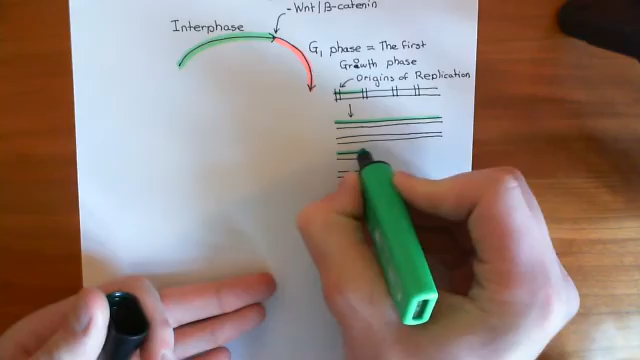 - Wnt/β-catenin
Interphase
G₁ phase = The first
Growth phase
Origins of Replication